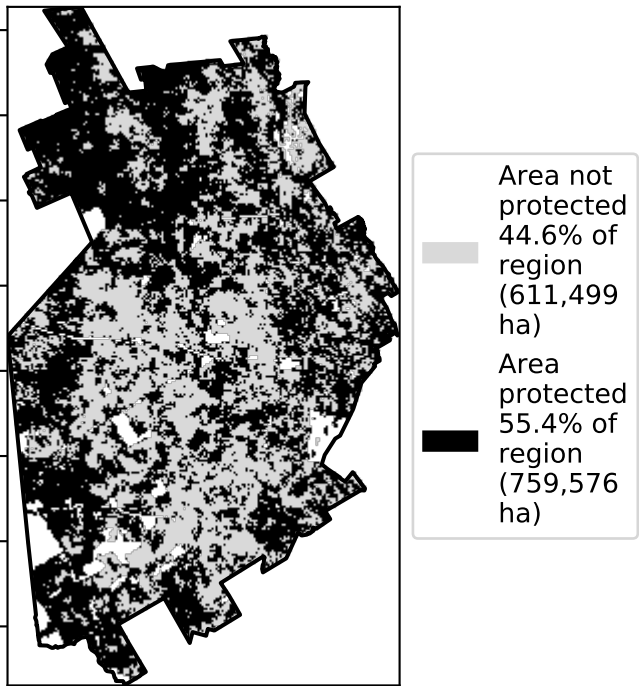 Area not
protected
44.6% of
region
(611,499
ha)
Area
protected
55.4% of
region
(759,576
ha)